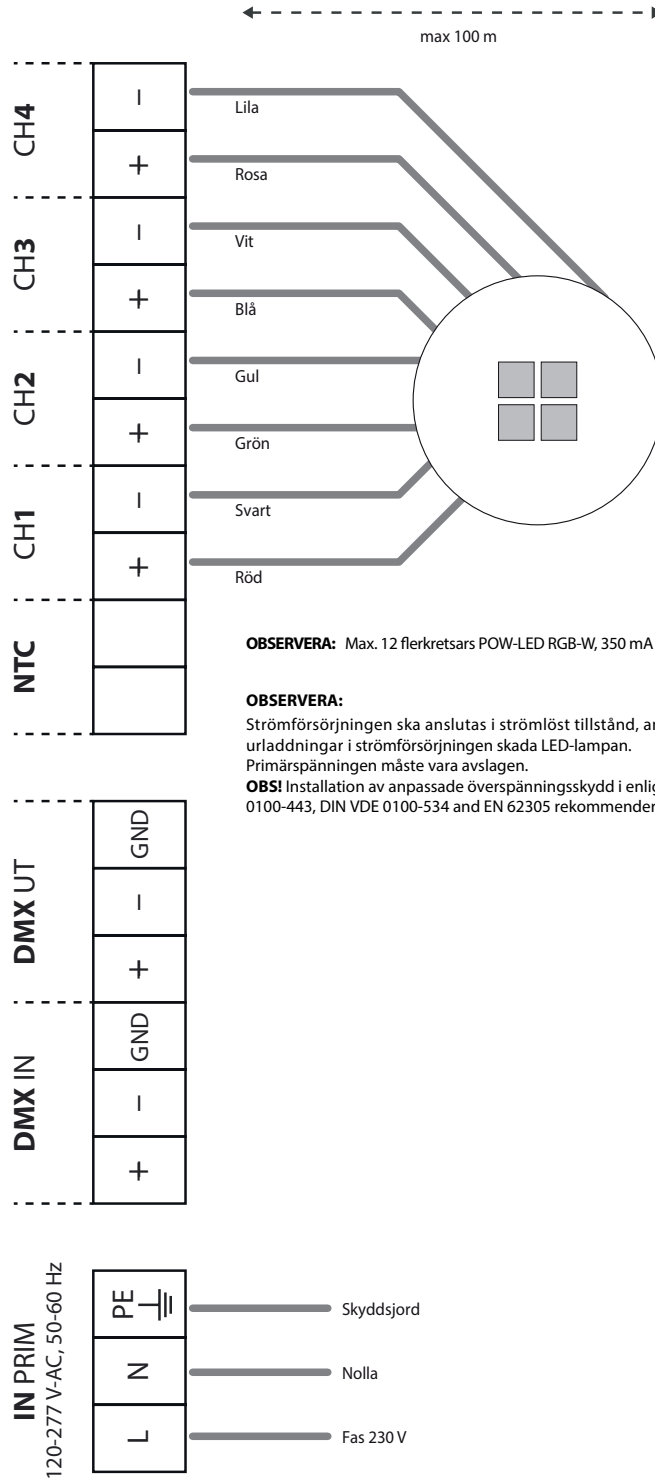 max 100 m
CH4
–
Lila
+
Rosa
CH3
–
Vit
+
Blå
CH2
–
Gul
+
Grön
CH1
–
Svart
+
Röd
NTC
OBSERVERA: Max. 12 flerkretsars POW-LED RGB-W, 350 mA
OBSERVERA:
Strömförsörjningen ska anslutas i strömlöst tillstånd,
urladdningar i strömförsörjningen skada LED-lampan.
Primärspänningen måste vara avslagen.
OBS! Installation av anpassade överspänningsskydd i
0100-443, DIN VDE 0100-534 and EN 62305
DMX UT
GND
–
+
DMX IN
GND
–
+
IN PRIM
120-277 V-AC, 50-60 Hz
PE
Skyddsjord
N
Nolla
L
Fas 230 V